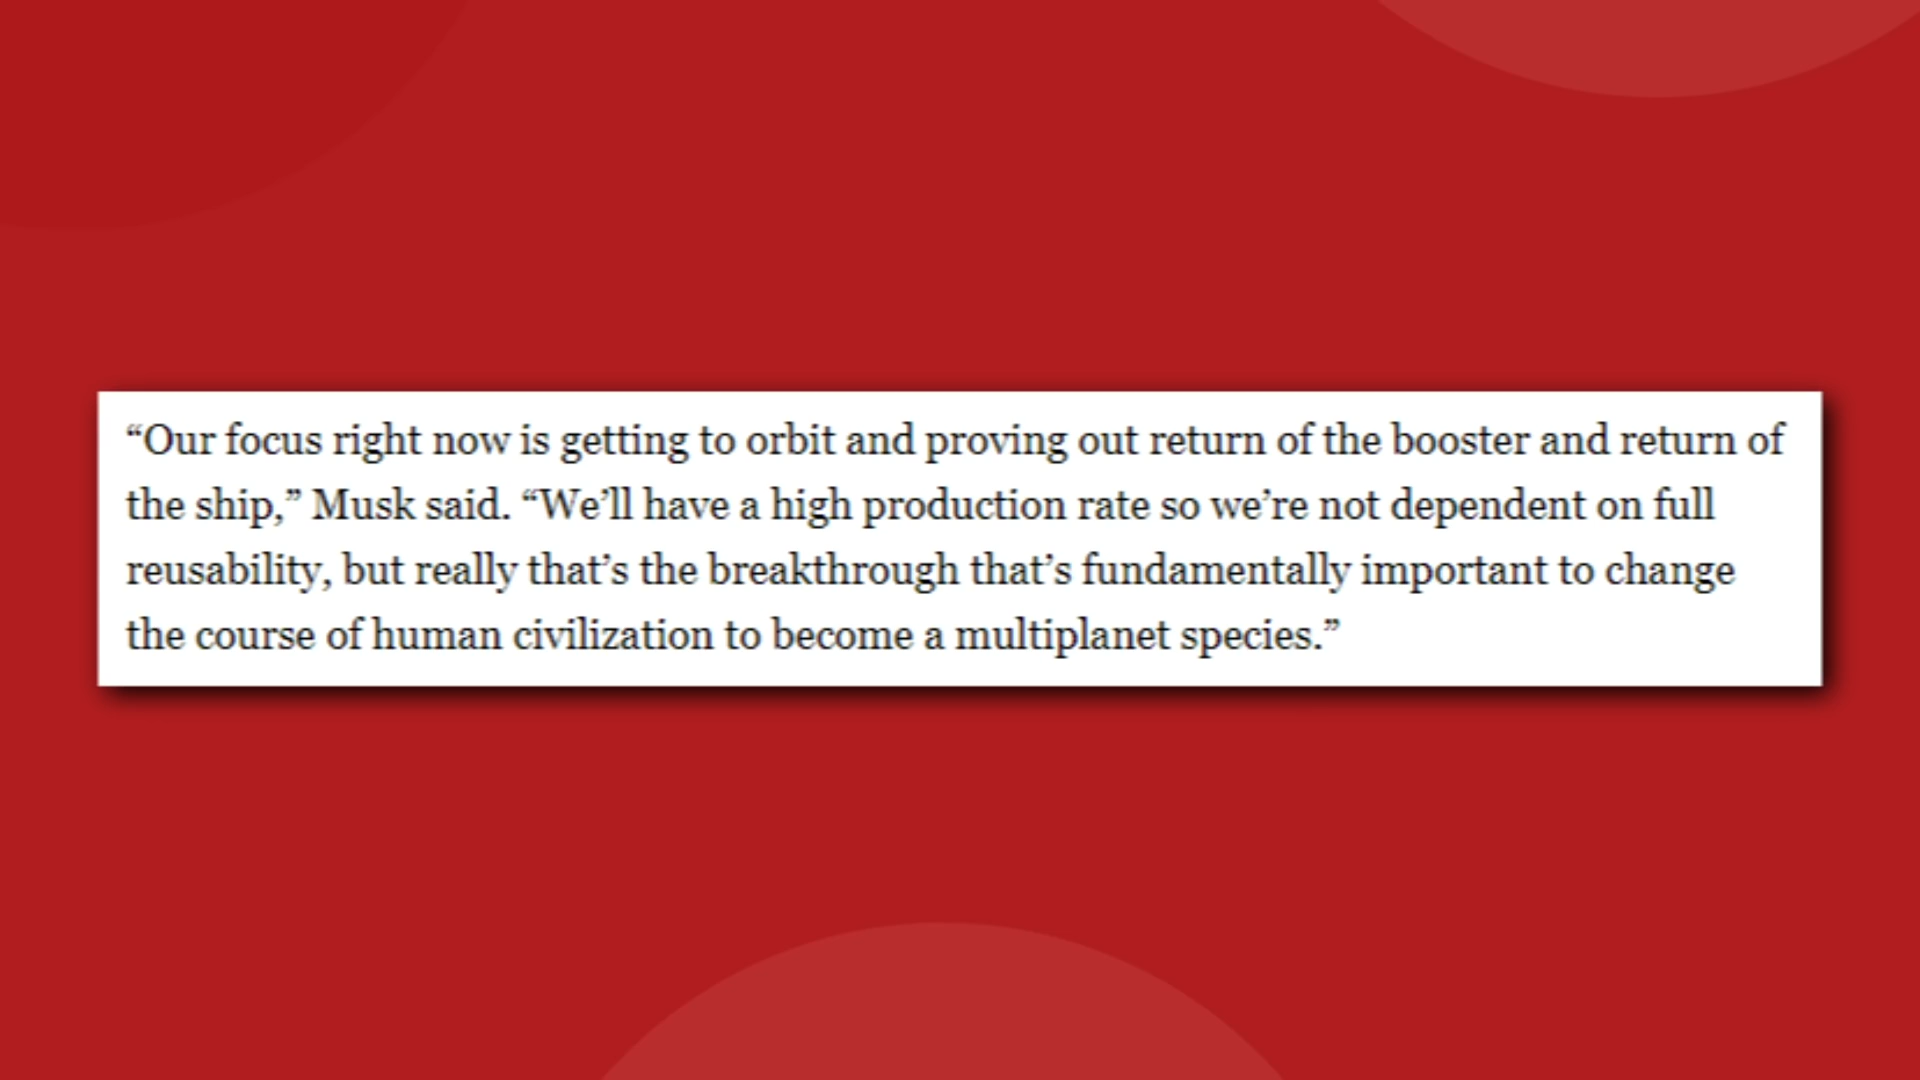 “Our focus right now is getting to orbit and proving out return of the booster and return of
the ship,” Musk said. “We’ll have a high production rate so we’re not dependent on full
reusability, but really that’s the breakthrough that’s fundamentally important to change
the course of human civilization to become a multiplanet species.”